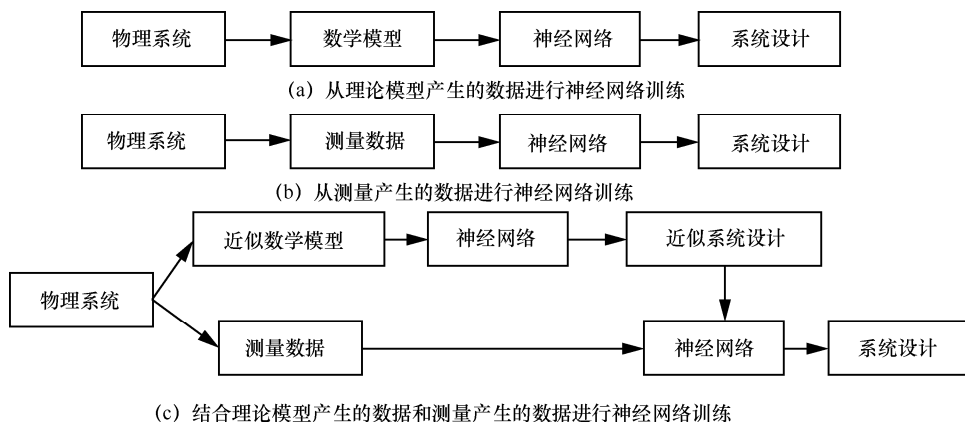 物理系统 数学模型 神经网络 系统设计
(a) 从理论模型产生的数据进行神经网络训练
物理系统 测量数据 神经网络 系统设计
(b) 从测量产生的数据进行神经网络训练
近似数学模型 神经网络 近似系统设计
物理系统
测量数据 神经网络 系统设计
(c) 结合理论模型产生的数据和测量产生的数据进行神经网络训练